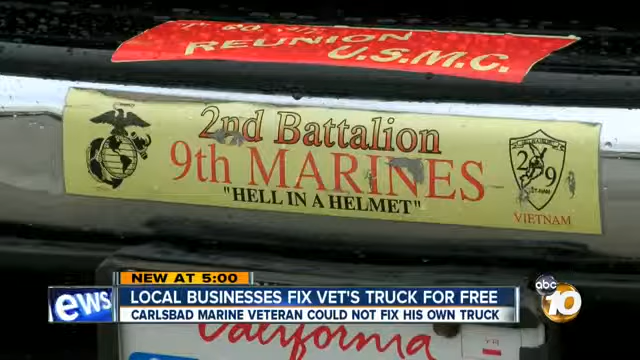 REUNION
U.S.M.C.
2nd Battalion
9th MARINES
"HELL IN A HELMET"
2 9
VIETNAM
VIETNAM
NEW AT 5:00
abc
10
ews
LOCAL BUSINESSES FIX VET'S TRUCK FOR FREE
CARLSBAD MARINE VETERAN COULD NOT FIX HIS OWN TRUCK
California